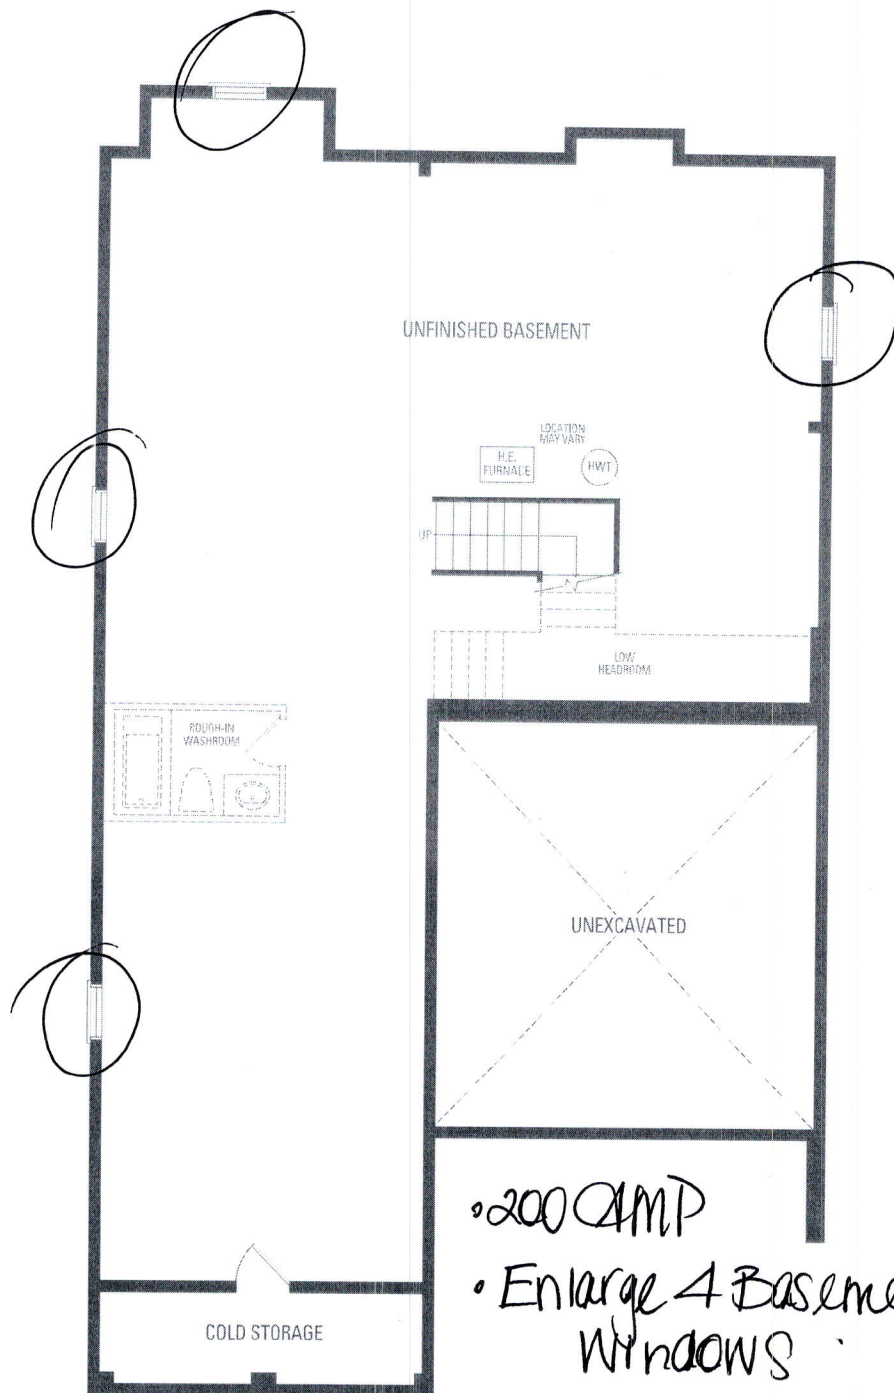 UNFINISHED BASEMENT
LOCATION
MAY VARY
H.E.
FURNACE
HWT
UP
LOW
HEADROOM
ROUGH-IN
WASHROOM
UNEXCAVATED
COLD STORAGE
•200 AMP
• Enlarge 4 Baseme
Windows